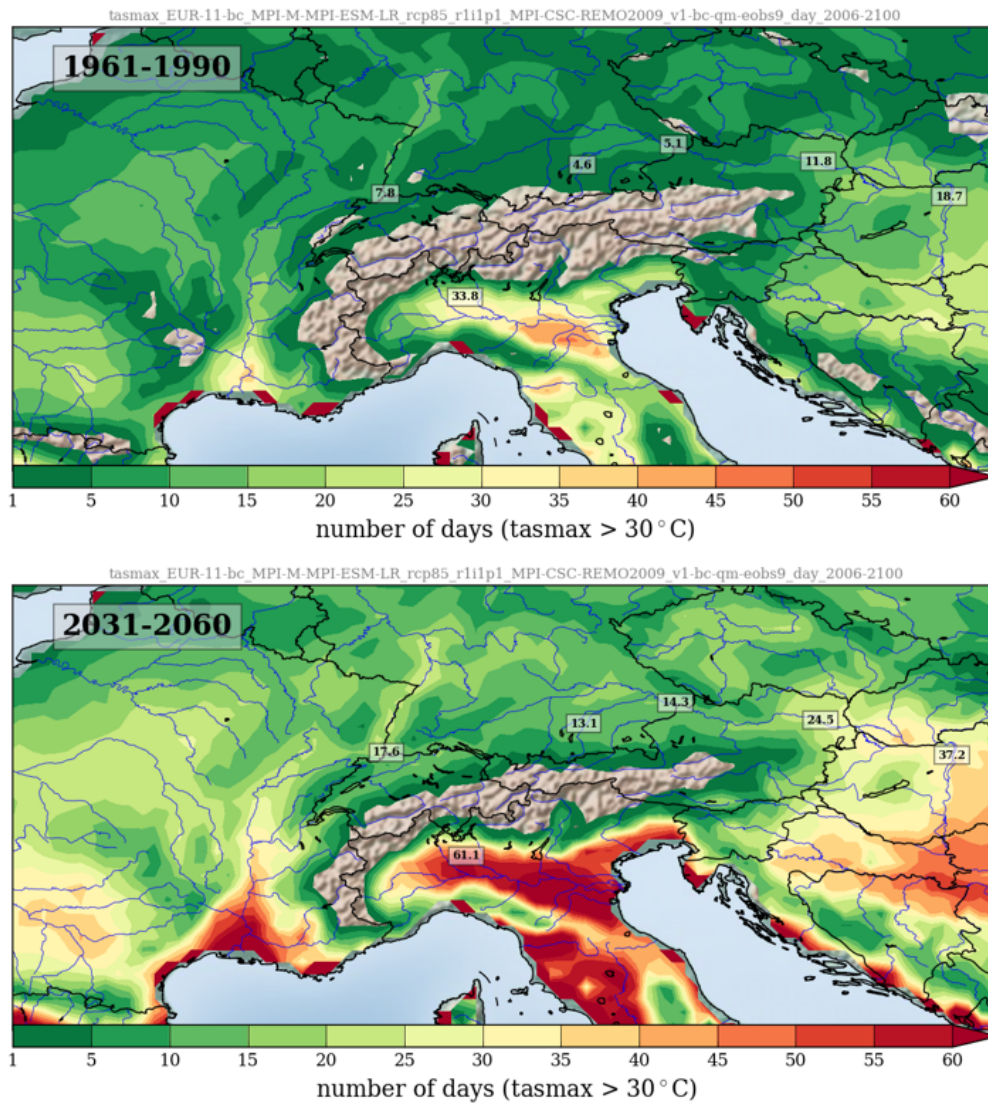 tasmax_EUR-11-bc_MPI-M-MPI-ESM-LR_rcp85_r1i1p1_MPI-CSC-REMO2009_v1-bc-qm-eobs9_day_2006-2100
1961-1990
5.1
4.6
11.8
7.8
18.7
33.8
1 5 10 15 20 25 30 35 40 45 50 55 60
number of days (tasmax > 30°C)
tasmax_EUR-11-bc_MPI-M-MPI-ESM-LR_rcp85_r1i1p1_MPI-CSC-REMO2009_v1-bc-qm-eobs9_day_2006-2100
2031-2060
14.3
13.1
24.5
17.6
37.2
61.1
1 5 10 15 20 25 30 35 40 45 50 55 60
number of days (tasmax > 30°C)